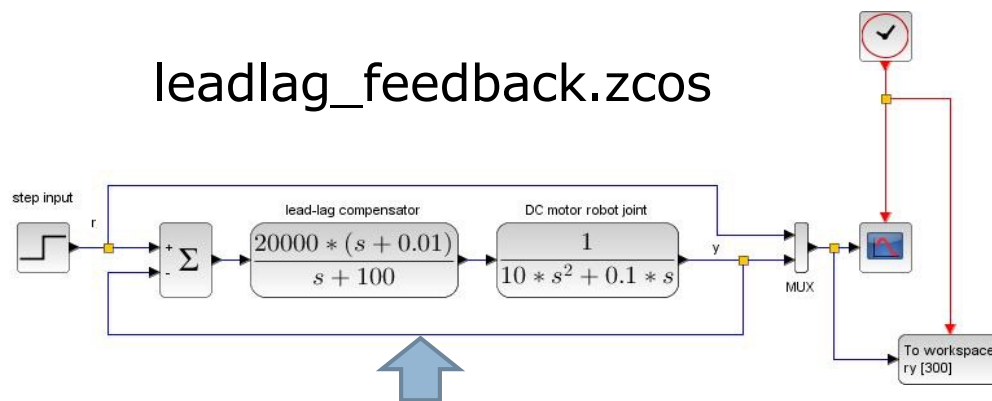 leadlag_feedback.zcos
step input
r
+
-
Σ
lead-lag compensator
20000 ∗ (s + 0.01)
s + 100
DC motor robot joint
1
10 ∗ s² + 0.1 ∗ s
y
MUX
To workspace
ry [300]